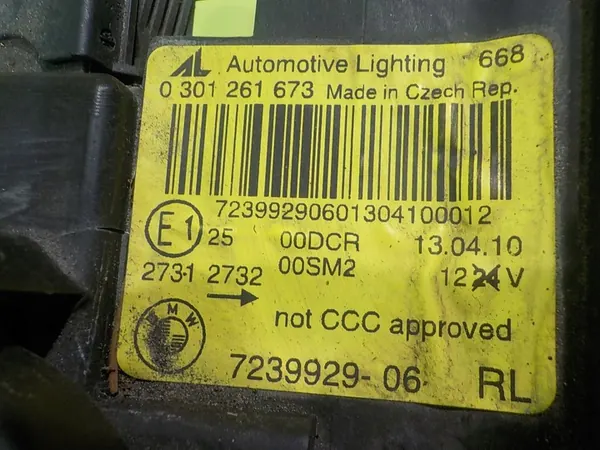 AL Automotive Lighting 668
0 301 261 673 Made in Czech Rep.
72399290601304100012
E1 25 00DCR 13.04.10
2731 2732 00SM2 12 24 V
BMW not CCC approved
7239929-06 RL